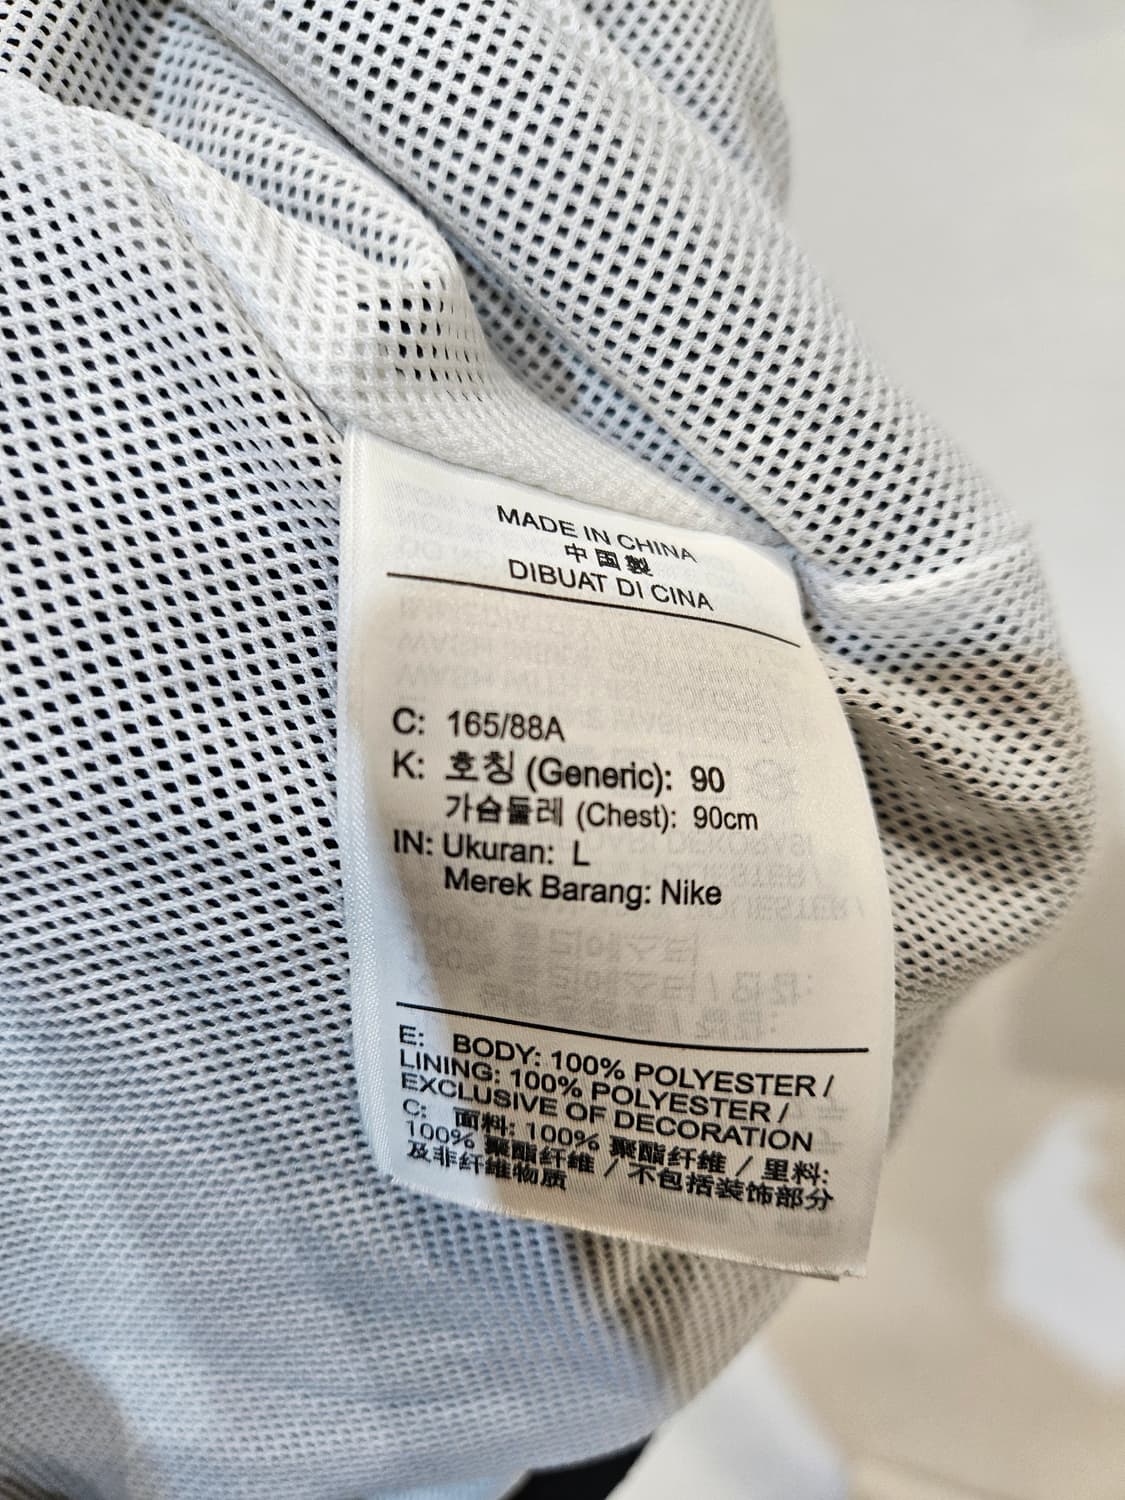 MADE IN CHINA
中国製
DIBUAT DI CINA
C: 165/88A
K: 호칭 (Generic): 90
가슴둘레 (Chest): 90cm
IN: Ukuran: L
Merek Barang: Nike
E: BODY: 100% POLYESTER /
LINING: 100% POLYESTER /
EXCLUSIVE OF DECORATION
C: 面料: 100% 聚酯纤维 / 里料:
100% 聚酯纤维 / 不包括装饰部分
及非纤维物质